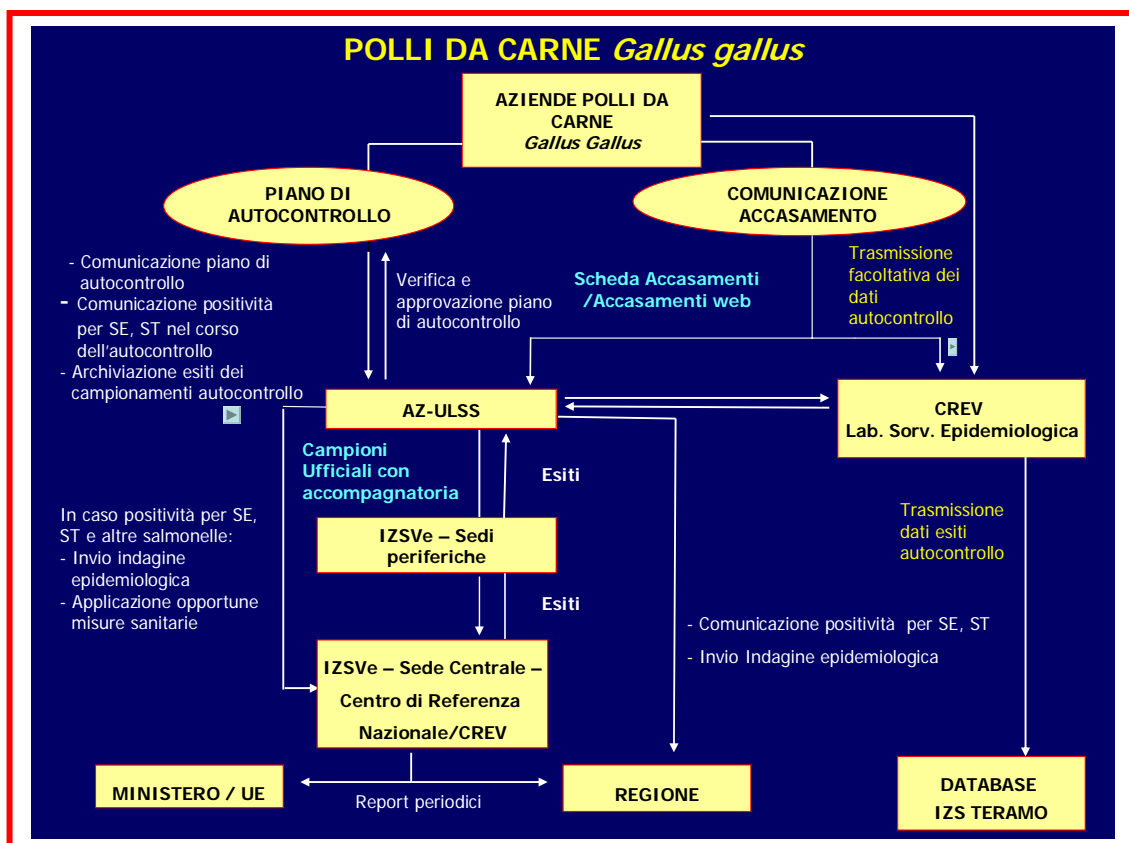 POLLI DA CARNE Gallus gallus
AZIENDE POLLI DA
CARNE
Gallus Gallus
PIANO DI
AUTOCONTROLLO
COMUNICAZIONE
ACCASAMENTO
- Comunicazione piano di
autocontrollo
- Comunicazione positività
per SE, ST nel corso
dell'autocontrollo
- Archiviazione esiti dei
campionamenti autocontrollo
Verifica e
approvazione piano
di autocontrollo
Scheda Accasamenti
/Accasamenti web
Trasmissione
facoltativa dei
dati
autocontrollo
AZ-ULSS
CREV
Lab. Sorv. Epidemiologica
Campioni
Ufficiali con
accompagnatoria
Esiti
In caso positività per SE,
ST e altre salmonelle:
- Invio indagine
epidemiologica
- Applicazione opportune
misure sanitarie
IZSVe – Sedi
periferiche
Trasmissione
dati esiti
autocontrollo
Esiti
- Comunicazione positività per SE, ST
- Invio Indagine epidemiologica
IZSVe – Sede Centrale –
Centro di Referenza
Nazionale/CREV
MINISTERO / UE
Report periodici
REGIONE
DATABASE
IZS TERAMO